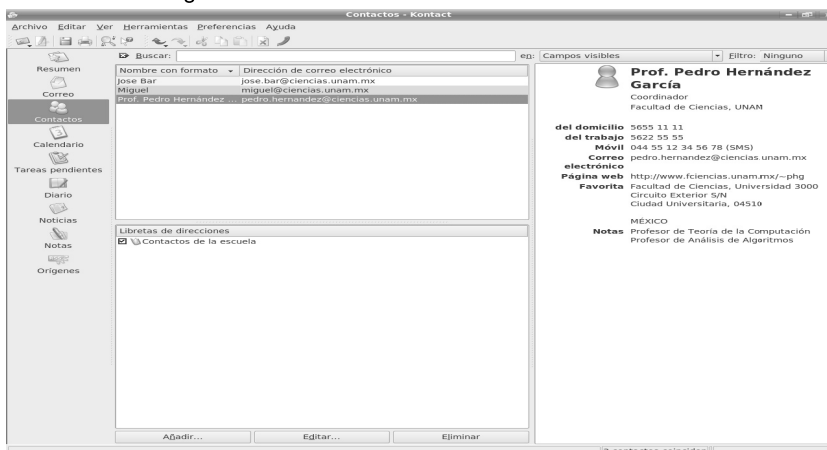 Contactos - Kontact
Archivo Editar Ver Herramientas Preferencias Ayuda
Buscar: en: Campos visibles Filtro: Ninguno
Resumen
Correo
Contactos
Calendario
Tareas pendientes
Diario
Noticias
Notas
Orígenes
Nombre con formato Dirección de correo electrónico
Jose Bar jose.bar@ciencias.unam.mx
Miguel miguel@ciencias.unam.mx
Prof. Pedro Hernández ... pedro.hernandez@ciencias.unam.mx
Libretas de direcciones
Contactos de la escuela
Añadir... Editar... Eliminar
Prof. Pedro Hernández
García
Coordinador
Facultad de Ciencias, UNAM
del domicilio 5655 11 11
del trabajo 5622 55 55
Móvil 044 55 12 34 56 78 (SMS)
Correo electrónico pedro.hernandez@ciencias.unam.mx
Página web http://www.fciencias.unam.mx/~phg
Favorita Facultad de Ciencias, Universidad 3000
Circuito Exterior S/N
Ciudad Universitaria, 04510
MÉXICO
Notas Profesor de Teoría de la Computación
Profesor de Análisis de Algoritmos